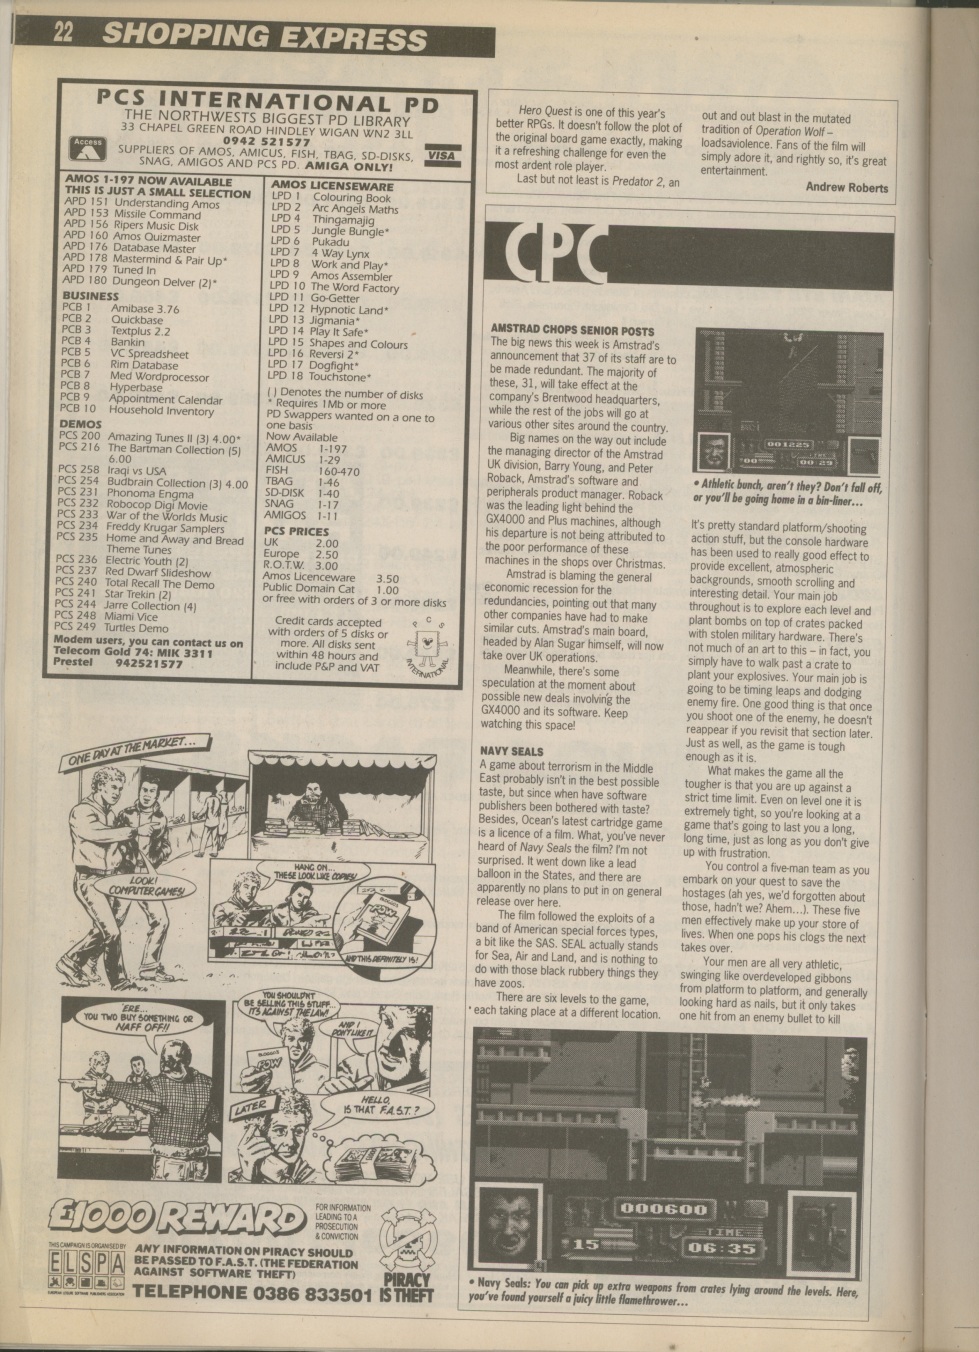 22 SHOPPING EXPRESS
PCS INTERNATIONAL PD
THE NORTHWESTS BIGGEST PD LIBRARY
33 CHAPEL GREEN ROAD HINDLEY WIGAN WN2 3LL
0942 521577
Access
SUPPLIERS OF AMOS, AMICUS, FISH, TBAG, SD-DISKS,
SNAG, AMIGOS AND PCS PD. AMIGA ONLY!
VISA
AMOS 1-197 NOW AVAILABLE
THIS IS JUST A SMALL SELECTION
APD 151 Understanding Amos
APD 153 Missile Command
APD 156 Ripers Music Disk
APD 160 Amos Quizmaster
APD 176 Database Master
APD 178 Mastermind & Pair Up*
APD 179 Tuned In
APD 180 Dungeon Delver (2)*
BUSINESS
PCB 1 Amibase 3.76
PCB 2 Quickbase
PCB 3 Textplus 2.2
PCB 4 Bankin
PCB 5 VC Spreadsheet
PCB 6 Rim Database
PCB 7 Med Wordprocessor
PCB 8 Hyperbase
PCB 9 Appointment Calendar
PCB 10 Household Inventory
DEMOS
PCS 200 Amazing Tunes II (3) 4.00*
PCS 216 The Bartman Collection (5)
6.00
PCS 258 Iraqi vs USA
PCS 254 Budbrain Collection (3) 4.00
PCS 231 Phonoma Engma
PCS 232 Robocop Digi Movie
PCS 233 War of the Worlds Music
PCS 234 Freddy Krugar Samplers
PCS 235 Home and Away and Bread
Theme Tunes
PCS 236 Electric Youth (2)
PCS 237 Red Dwarf Slideshow
PCS 240 Total Recall The Demo
PCS 241 Star Trekin (2)
PCS 244 Jarre Collection (4)
PCS 248 Miami Vice
PCS 249 Turtles Demo
Modem users, you can contact us on
Telecom Gold 74: MIK 3311
Prestel 942521577
AMOS LICENSEWARE
LPD 1 Colouring Book
LPD 2 Arc Angels Maths
LPD 4 Thingamajig
LPD 5 Jungle Bungle*
LPD 6 Pukadu
LPD 7 4 Way Lynx
LPD 8 Work and Play*
LPD 9 Amos Assembler
LPD 10 The Word Factory
LPD 11 Go-Getter
LPD 12 Hypnotic Land*
LPD 13 Jigmania*
LPD 14 Play It Safe*
LPD 15 Shapes and Colours
LPD 16 Reversi 2*
LPD 17 Dogfight*
LPD 18 Touchstone*
( ) Denotes the number of disks
* Requires 1Mb or more
PD Swappers wanted on a one to
one basis
Now Available
AMOS 1-197
AMICUS 1-29
FISH 160-470
TBAG 1-46
SD-DISK 1-40
SNAG 1-17
AMIGOS 1-11
PCS PRICES
UK 2.00
Europe 2.50
R.O.T.W. 3.00
Amos Licenceware 3.50
Public Domain Cat 1.00
or free with orders of 3 or more disks
Credit cards accepted
with orders of 5 disks or
more. All disks sent
within 48 hours and
include P&P and VAT
PCS
INTERNATIONAL
ONE DAY AT THE MARKET...
LOOK!
COMPUTER GAMES!
HANG ON...
THESE LOOK LIKE COPIES!
POW
AND THIS DEFINITELY IS!
'ERE...
YOU TWO BUY SOMETHING OR
NAFF OFF!!
YOU SHOULDN'T
BE SELLING THIS STUFF...
IT'S AGAINST THE LAW!!
POW
AND I
DON'T LIKE IT
LATER
HELLO,
IS THAT F.A.S.T.?
£1000 REWARD
FOR INFORMATION
LEADING TO A
PROSECUTION
& CONVICTION
THIS CAMPAIGN IS ORGANISED BY
ELSPA
ANY INFORMATION ON PIRACY SHOULD
BE PASSED TO F.A.S.T. (THE FEDERATION
AGAINST SOFTWARE THEFT)
TELEPHONE 0386 833501
PIRACY
IS THEFT
Hero Quest is one of this year's
better RPGs. It doesn't follow the plot of
the original board game exactly, making
it a refreshing challenge for even the
most ardent role player.
Last but not least is Predator 2, an
out and out blast in the mutated
tradition of Operation Wolf –
loadsaviolence. Fans of the film will
simply adore it, and rightly so, it's great
entertainment.
Andrew Roberts
CPC
AMSTRAD CHOPS SENIOR POSTS
The big news this week is Amstrad's
announcement that 37 of its staff are to
be made redundant. The majority of
these, 31, will take effect at the
company's Brentwood headquarters,
while the rest of the jobs will go at
various other sites around the country.
Big names on the way out include
the managing director of the Amstrad
UK division, Barry Young, and Peter
Roback, Amstrad's software and
peripherals product manager. Roback
was the leading light behind the
GX4000 and Plus machines, although
his departure is not being attributed to
the poor performance of these
machines in the shops over Christmas.
Amstrad is blaming the general
economic recession for the
redundancies, pointing out that many
other companies have had to make
similar cuts. Amstrad's main board,
headed by Alan Sugar himself, will now
take over UK operations.
Meanwhile, there's some
speculation at the moment about
possible new deals involving the
GX4000 and its software. Keep
watching this space!
NAVY SEALS
A game about terrorism in the Middle
East probably isn't in the best possible
taste, but since when have software
publishers been bothered with taste?
Besides, Ocean's latest cartridge game
is a licence of a film. What, you've never
heard of Navy Seals the film? I'm not
surprised. It went down like a lead
balloon in the States, and there are
apparently no plans to put in on general
release over here.
The film followed the exploits of a
band of American special forces types,
a bit like the SAS. SEAL actually stands
for Sea, Air and Land, and is nothing to
do with those black rubbery things they
have zoos.
There are six levels to the game,
each taking place at a different location.
001225
TIME
00
00:29
• Athletic bunch, aren't they? Don't fall off,
or you'll be going home in a bin-liner...
It's pretty standard platform/shooting
action stuff, but the console hardware
has been used to really good effect to
provide excellent, atmospheric
backgrounds, smooth scrolling and
interesting detail. Your main job
throughout is to explore each level and
plant bombs on top of crates packed
with stolen military hardware. There's
not much of an art to this – in fact, you
simply have to walk past a crate to
plant your explosives. Your main job is
going to be timing leaps and dodging
enemy fire. One good thing is that once
you shoot one of the enemy, he doesn't
reappear if you revisit that section later.
Just as well, as the game is tough
enough as it is.
What makes the game all the
tougher is that you are up against a
strict time limit. Even on level one it is
extremely tight, so you're looking at a
game that's going to last you a long,
long time, just as long as you don't give
up with frustration.
You control a five-man team as you
embark on your quest to save the
hostages (ah yes, we'd forgotten about
those, hadn't we? Ahem...). These five
men effectively make up your store of
lives. When one pops his clogs the next
takes over.
Your men are all very athletic,
swinging like overdeveloped gibbons
from platform to platform, and generally
looking hard as nails, but it only takes
one hit from an enemy bullet to kill
000600
TIME
15
06:35
• Navy Seals: You can pick up extra weapons from crates lying around the levels. Here,
you've found yourself a juicy little flamethrower...